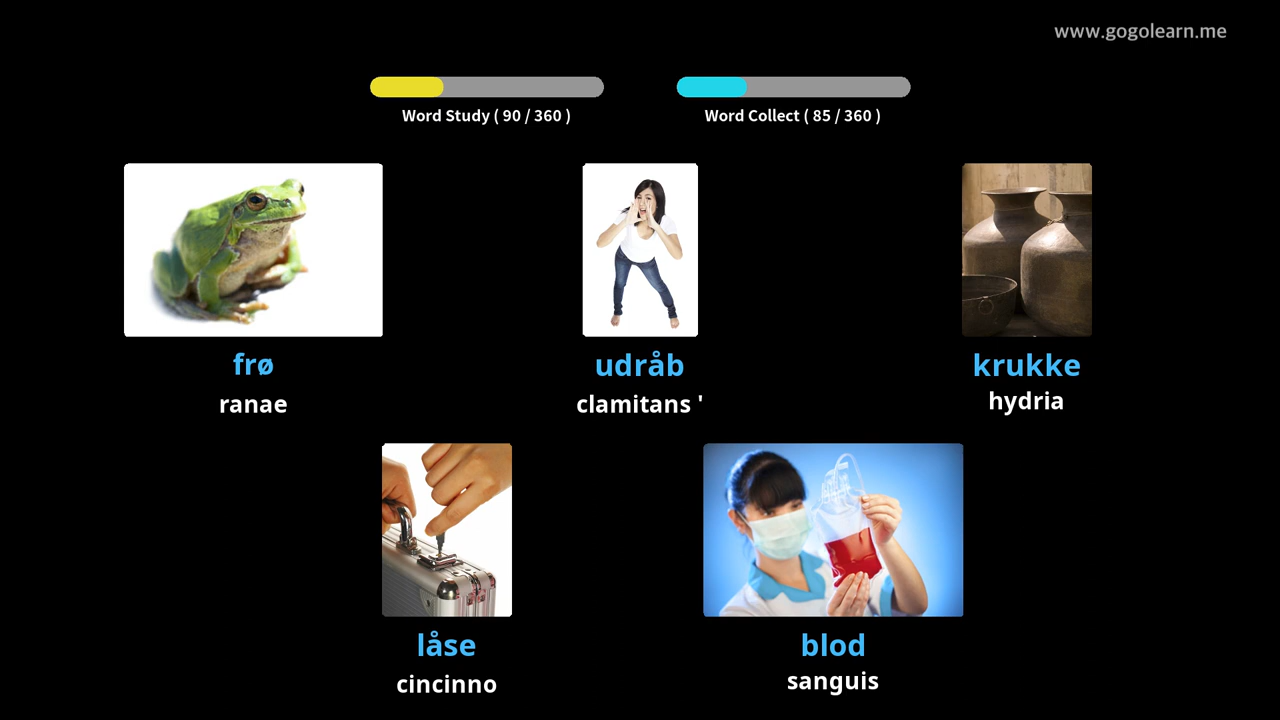 www.gogolearn.me
Word Study ( 90 / 360 )
Word Collect ( 85 / 360 )
frø
ranae
udråb
clamitans '
krukke
hydria
låse
cincinno
blod
sanguis